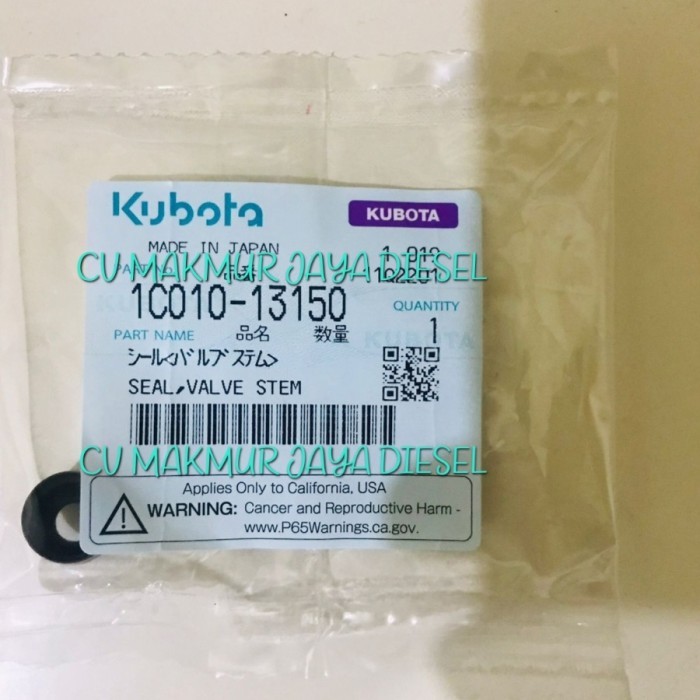 Kubota KUBOTA
MADE IN JAPAN
CV MAKMUR JAYA DIESEL
1C010-13150 QUANTITY
PART NAME 品名 数量 1
シール<バルブステム>
SEAL,VALVE STEM
CV MAKMUR JAYA DIESEL
Applies Only to California, USA
WARNING: Cancer and Reproductive Harm -
www.P65Warnings.ca.gov.